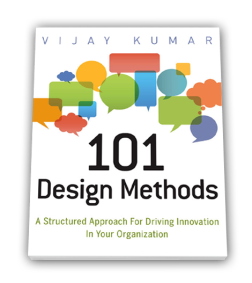 VIJAY KUMAR
101
Design Methods
A Structured Approach For Driving Innovation
In Your Organization